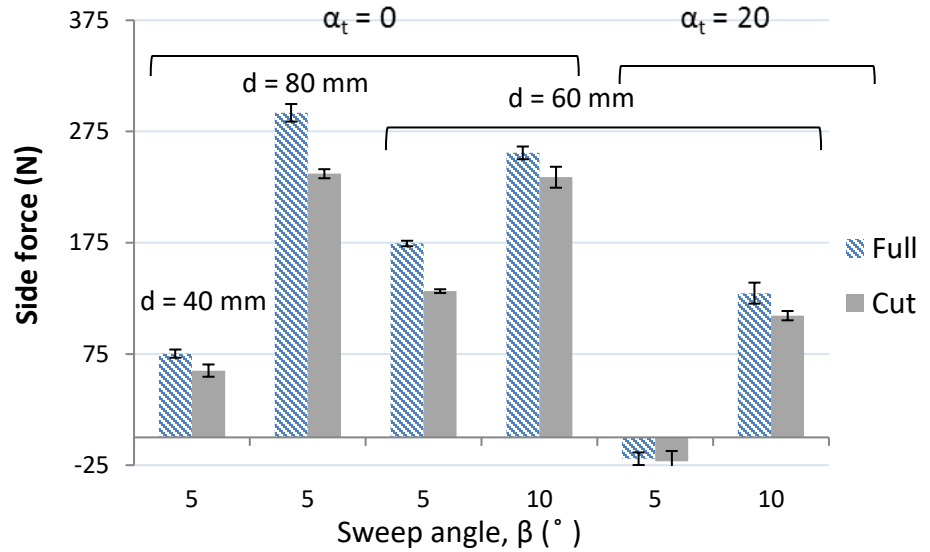 375
αt = 0
αt = 20
d = 80 mm
d = 60 mm
275
Side force (N)
175
Full
d = 40 mm
Cut
75
-25
5 5 5 10 5 10
Sweep angle, β (˚)